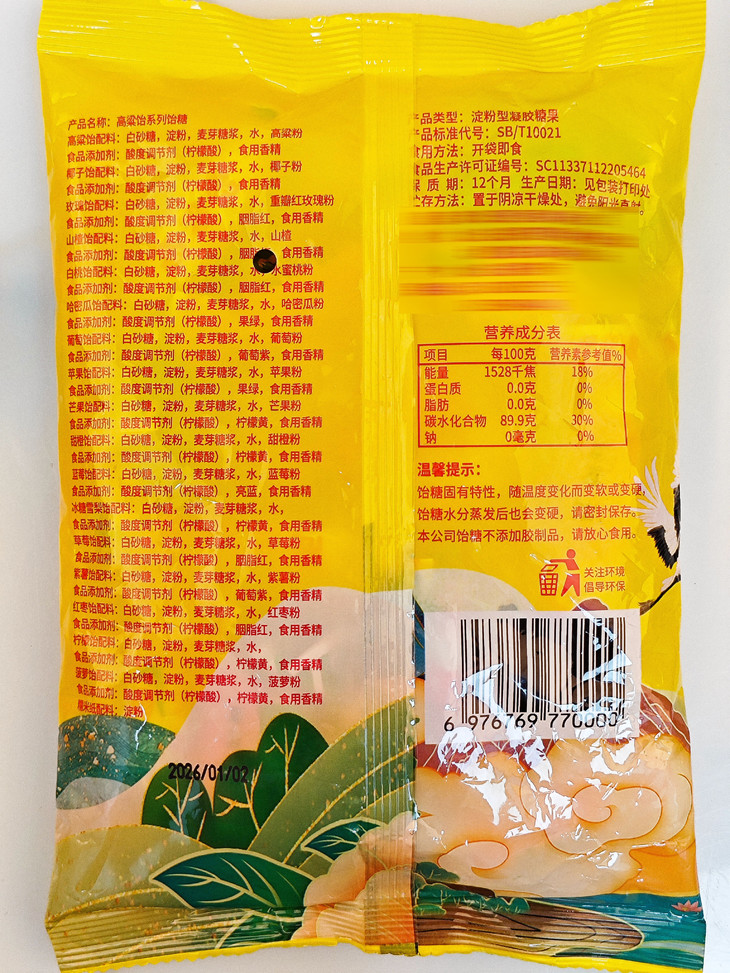 产品名称：高粱饴系列饴糖
高粱饴配料：白砂糖，淀粉，麦芽糖浆，水，高粱粉
食品添加剂：酸度调节剂（柠檬酸），食用香精
椰子饴配料：白砂糖，淀粉，麦芽糖浆，水，椰子粉
食品添加剂：酸度调节剂（柠檬酸），食用香精
玫瑰饴配料：白砂糖，淀粉，麦芽糖浆，水，重瓣红玫瑰粉
食品添加剂：酸度调节剂（柠檬酸），胭脂红，食用香精
山楂饴配料：白砂糖，淀粉，麦芽糖浆，水，山楂
食品添加剂：酸度调节剂（柠檬酸），胭脂，食用香精
白桃饴配料：白砂糖，淀粉，麦芽糖浆，水，水蜜桃粉
食品添加剂：酸度调节剂（柠檬酸），胭脂红，食用香精
哈密瓜饴配料：白砂糖，淀粉，麦芽糖浆，水，哈密瓜粉
食品添加剂：酸度调节剂（柠檬酸），果绿，食用香精
葡萄饴配料：白砂糖，淀粉，麦芽糖浆，水，葡萄粉
食品添加剂：酸度调节剂（柠檬酸），葡萄紫，食用香精
苹果饴配料：白砂糖，淀粉，麦芽糖浆，水，苹果粉
食品添加剂：酸度调节剂（柠檬酸），果绿，食用香精
芒果饴配料：白砂糖，淀粉，麦芽糖浆，水，芒果粉
食品添加剂：酸度调节剂（柠檬酸），柠檬黄，食用香精
甜橙饴配料：白砂糖，淀粉，麦芽糖浆，水，甜橙粉
食品添加剂：酸度调节剂（柠檬酸），柠檬黄，食用香精
蓝莓饴配料：白砂糖，淀粉，麦芽糖浆，水，蓝莓粉
食品添加剂：酸度调节剂（柠檬酸），亮蓝，食用香精
冰糖雪梨饴配料：白砂糖，淀粉，麦芽糖浆，水，
食品添加剂：酸度调节剂（柠檬酸），柠檬黄，食用香精
草莓饴配料：白砂糖，淀粉，麦芽糖浆，水，草莓粉
食品添加剂：酸度调节剂（柠檬酸），胭脂红，食用香精
紫薯饴配料：白砂糖，淀粉，麦芽糖浆，水，紫薯粉
食品添加剂：酸度调节剂（柠檬酸），葡萄紫，食用香精
红枣饴配料：白砂糖，淀粉，麦芽糖浆，水，红枣粉
食品添加剂：酸度调节剂（柠檬酸），胭脂红，食用香精
柠檬饴配料：白砂糖，淀粉，麦芽糖浆，水，
食品添加剂：酸度调节剂（柠檬酸），柠檬黄，食用香精
菠萝饴配料：白砂糖，淀粉，麦芽糖浆，水，菠萝粉
食品添加剂：酸度调节剂（柠檬酸），柠檬黄，食用香精
糯米纸配料：淀粉
2026/01/02
产品类型：淀粉型凝胶糖果
产品标准代号：SB/T10021
食用方法：开袋即食
食品生产许可证编号：SC11337112205464
保质期：12个月 生产日期：见包装打印处
贮存方法：置于阴凉干燥处，避免阳光直射。
营养成分表
项目 每100克 营养素参考值%
能量 1528千焦 18%
蛋白质 0.0克 0%
脂肪 0.0克 0%
碳水化合物 89.9克 30%
钠 0毫克 0%
温馨提示：
饴糖固有特性，随温度变化而变软或变硬，
饴糖水分蒸发后也会变硬，请密封保存。
本公司饴糖不添加胶制品，请放心食用。
关注环境
倡导环保
6 976769 770000